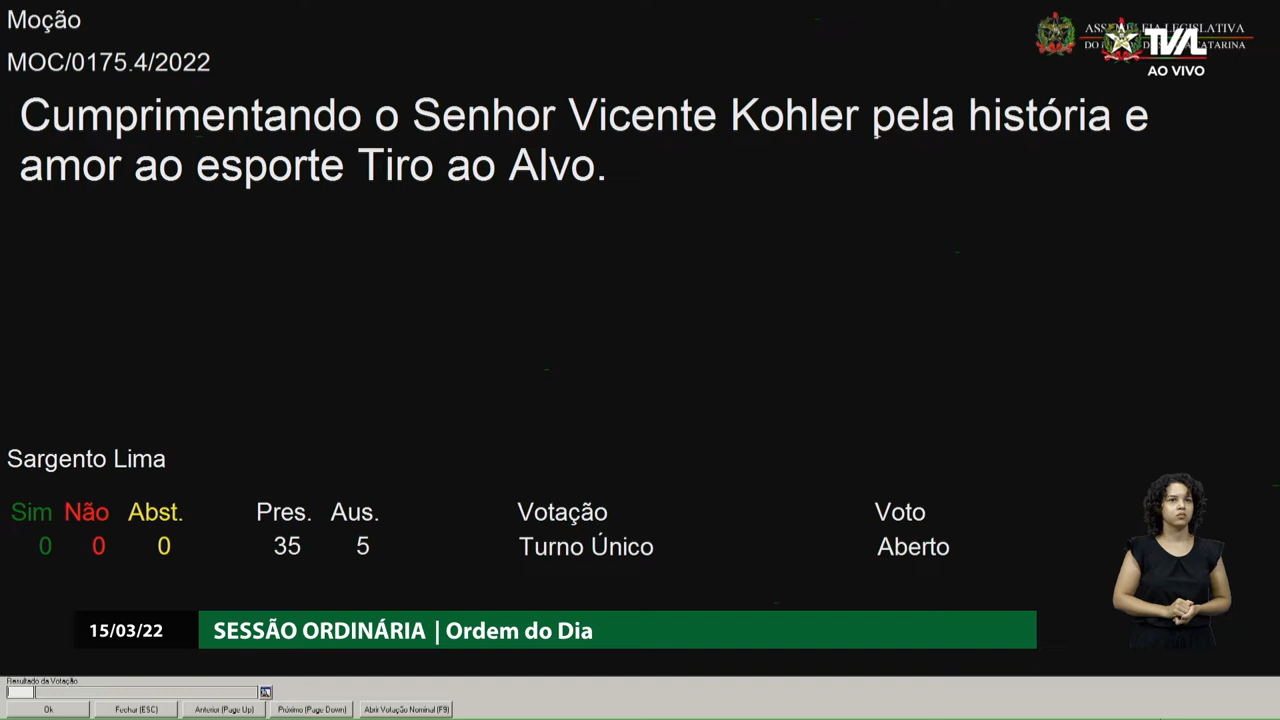 Moção
MOC/0175.4/2022
TVAL
AO VIVO
Cumprimentando o Senhor Vicente Kohler pela história e
amor ao esporte Tiro ao Alvo.
Sargento Lima
Sim Não Abst. Pres. Aus. Votação Voto
0 0 0 35 5 Turno Único Aberto
15/03/22 SESSÃO ORDINÁRIA | Ordem do Dia
Resultado da Votação
Ok Fechar (ESC) Anterior (Page Up) Próximo (Page Down) Abrir Votação Nominal (F9)